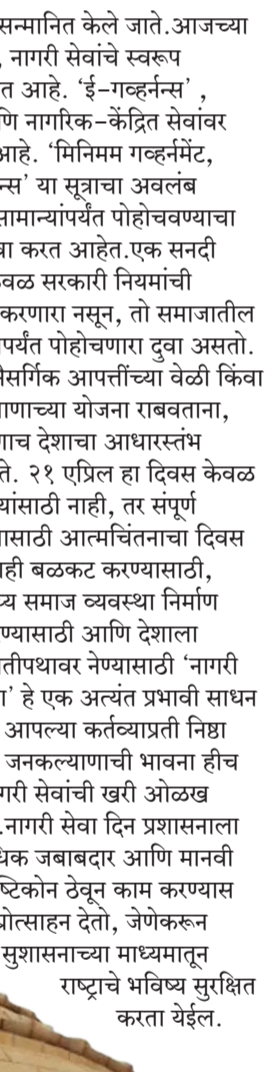 सन्मानित केले जाते.आजच्या
, नागरी सेवांचे स्वरूप
त आहे. ‘ई-गव्हर्नन्स’ ,
णि नागरिक-केंद्रित सेवांवर
आहे. ‘मिनिमम गव्हर्नमेंट,
न्स’ या सूत्राचा अवलंब
सामान्यांपर्यंत पोहोचवण्याचा
वा करत आहेत.एक सनदी
वळ सरकारी नियमांची
करणारा नसून, तो समाजातील
पर्यंत पोहोचणारा दुवा असतो.
सर्गिक आपत्तींच्या वेळी किंवा
ाणाच्या योजना राबवताना,
णाच देशाचा आधारस्तंभ
ते. २१ एप्रिल हा दिवस केवळ
यांसाठी नाही, तर संपूर्ण
ासाठी आत्मचिंतनाचा दिवस
ाही बळकट करण्यासाठी,
य समाज व्यवस्था निर्माण
ण्यासाठी आणि देशाला
तीपथावर नेण्यासाठी ‘नागरी
ा’ हे एक अत्यंत प्रभावी साधन
आपल्या कर्तव्याप्रती निष्ठा
जनकल्याणाची भावना हीच
गरी सेवांची खरी ओळख
.नागरी सेवा दिन प्रशासनाला
धिक जबाबदार आणि मानवी
ष्टिकोन ठेवून काम करण्यास
प्रोत्साहन देतो, जेणेकरून
सुशासनाच्या माध्यमातून
राष्ट्राचे भविष्य सुरक्षित
करता येईल.